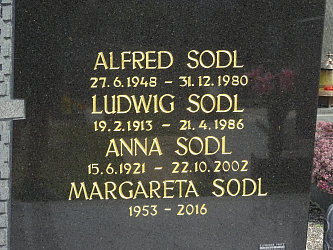 ALFRED SODL
27.6.1948 - 31.12.1980
LUDWIG SODL
19.2.1913 - 21.4.1986
ANNA SODL
15.6.1921 - 22.10.2002
MARGARETA SODL
1953 - 2016